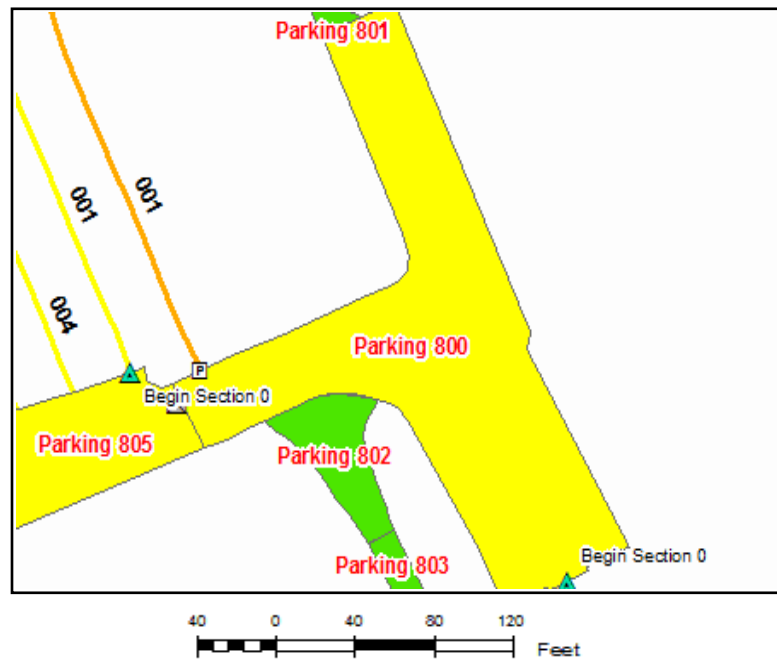 Parking 801
001
001
004
Parking 800
P
Begin Section 0
Parking 805
Parking 802
Begin Section 0
Parking 803
40 0 40 80 120
Feet